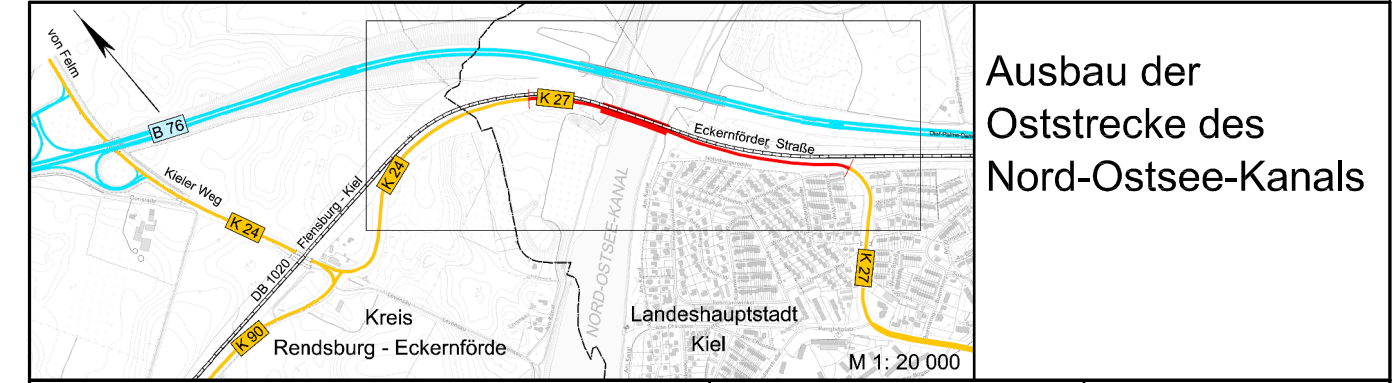 von Felm
B 76
Kieler Weg
K 24
DB 1020
Flensburg - Kiel
K 24
K 90
K 27
Eckernförder Straße
NORD-OSTSEE-KANAL
K 27
Kreis
Rendsburg - Eckernförde
Landeshauptstadt
Kiel
M 1: 20 000
Ausbau der
Oststrecke des
Nord-Ostsee-Kanals